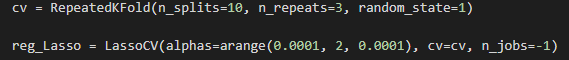 cv = RepeatedKFold(n_splits=10, n_repeats=3, random_state=1)
reg_Lasso = LassoCV(alphas=arange(0.0001, 2, 0.0001), cv=cv, n_jobs=-1)